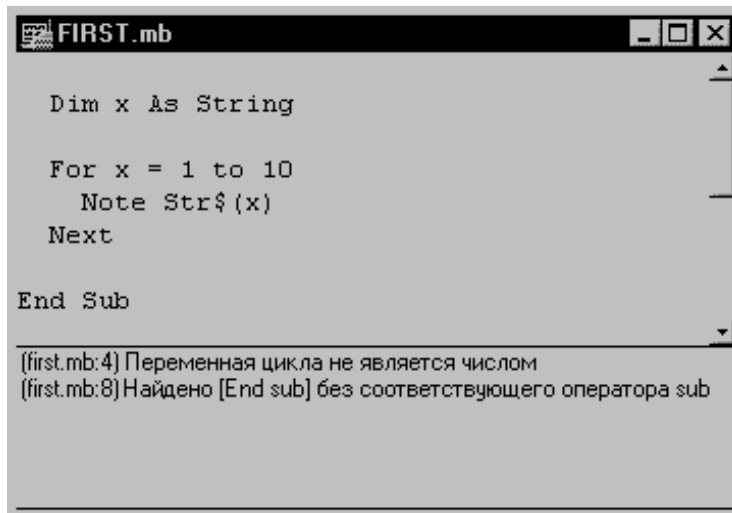 FIRST.mb
Dim x As String
For x = 1 to 10
Note Str$(x)
Next
End Sub
(first.mb:4) Переменная цикла не является числом
(first.mb:8) Найдено [End sub] без соответствующего оператора sub